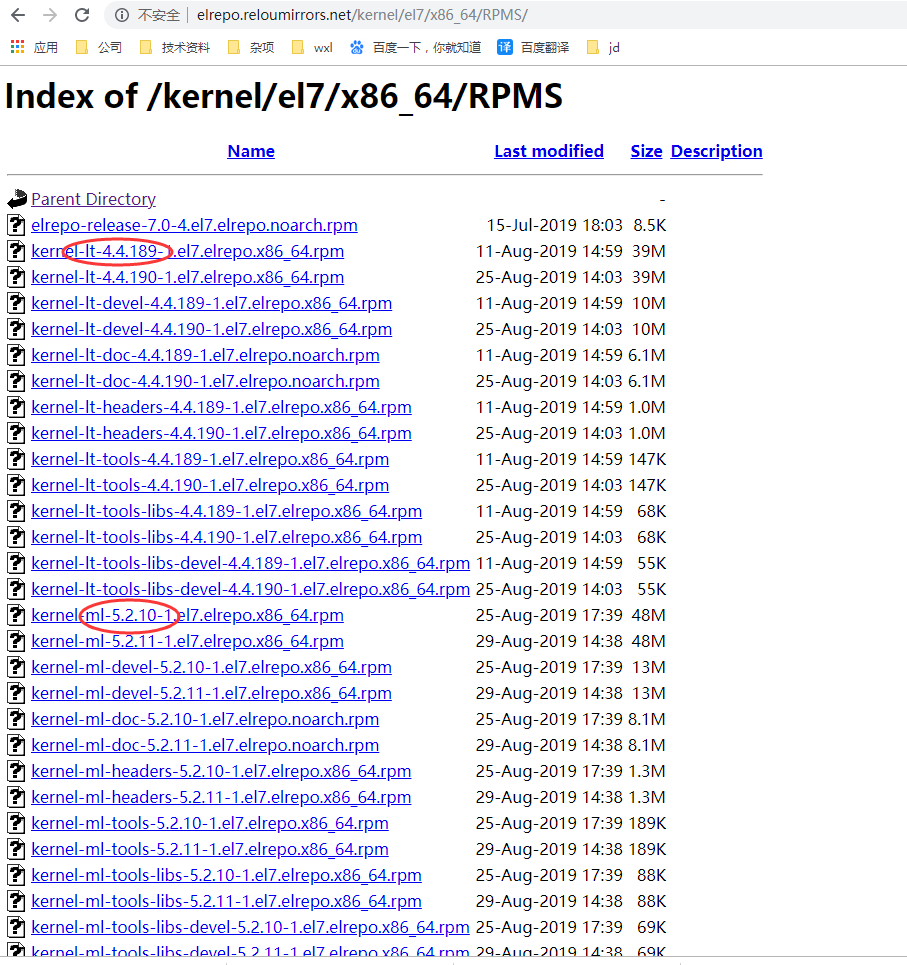 不安全 elrepo.reloumirrors.net/kernel/el7/x86_64/RPMS/
应用 公司 技术资料 杂项 wxl 百度一下，你就知道 译 百度翻译 jd
Index of /kernel/el7/x86_64/RPMS
Name Last modified Size Description
Parent Directory -
elrepo-release-7.0-4.el7.elrepo.noarch.rpm 15-Jul-2019 18:03 8.5K
kernel-lt-4.4.189-1.el7.elrepo.x86_64.rpm 11-Aug-2019 14:59 39M
kernel-lt-4.4.190-1.el7.elrepo.x86_64.rpm 25-Aug-2019 14:03 39M
kernel-lt-devel-4.4.189-1.el7.elrepo.x86_64.rpm 11-Aug-2019 14:59 10M
kernel-lt-devel-4.4.190-1.el7.elrepo.x86_64.rpm 25-Aug-2019 14:03 10M
kernel-lt-doc-4.4.189-1.el7.elrepo.noarch.rpm 11-Aug-2019 14:59 6.1M
kernel-lt-doc-4.4.190-1.el7.elrepo.noarch.rpm 25-Aug-2019 14:03 6.1M
kernel-lt-headers-4.4.189-1.el7.elrepo.x86_64.rpm 11-Aug-2019 14:59 1.0M
kernel-lt-headers-4.4.190-1.el7.elrepo.x86_64.rpm 25-Aug-2019 14:03 1.0M
kernel-lt-tools-4.4.189-1.el7.elrepo.x86_64.rpm 11-Aug-2019 14:59 147K
kernel-lt-tools-4.4.190-1.el7.elrepo.x86_64.rpm 25-Aug-2019 14:03 147K
kernel-lt-tools-libs-4.4.189-1.el7.elrepo.x86_64.rpm 11-Aug-2019 14:59 68K
kernel-lt-tools-libs-4.4.190-1.el7.elrepo.x86_64.rpm 25-Aug-2019 14:03 68K
kernel-lt-tools-libs-devel-4.4.189-1.el7.elrepo.x86_64.rpm 11-Aug-2019 14:59 55K
kernel-lt-tools-libs-devel-4.4.190-1.el7.elrepo.x86_64.rpm 25-Aug-2019 14:03 55K
kernel-ml-5.2.10-1.el7.elrepo.x86_64.rpm 25-Aug-2019 17:39 48M
kernel-ml-5.2.11-1.el7.elrepo.x86_64.rpm 29-Aug-2019 14:38 48M
kernel-ml-devel-5.2.10-1.el7.elrepo.x86_64.rpm 25-Aug-2019 17:39 13M
kernel-ml-devel-5.2.11-1.el7.elrepo.x86_64.rpm 29-Aug-2019 14:38 13M
kernel-ml-doc-5.2.10-1.el7.elrepo.noarch.rpm 25-Aug-2019 17:39 8.1M
kernel-ml-doc-5.2.11-1.el7.elrepo.noarch.rpm 29-Aug-2019 14:38 8.1M
kernel-ml-headers-5.2.10-1.el7.elrepo.x86_64.rpm 25-Aug-2019 17:39 1.3M
kernel-ml-headers-5.2.11-1.el7.elrepo.x86_64.rpm 29-Aug-2019 14:38 1.3M
kernel-ml-tools-5.2.10-1.el7.elrepo.x86_64.rpm 25-Aug-2019 17:39 189K
kernel-ml-tools-5.2.11-1.el7.elrepo.x86_64.rpm 29-Aug-2019 14:38 189K
kernel-ml-tools-libs-5.2.10-1.el7.elrepo.x86_64.rpm 25-Aug-2019 17:39 88K
kernel-ml-tools-libs-5.2.11-1.el7.elrepo.x86_64.rpm 29-Aug-2019 14:38 88K
kernel-ml-tools-libs-devel-5.2.10-1.el7.elrepo.x86_64.rpm 25-Aug-2019 17:39 69K
kernel-ml-tools-libs-devel-5.2.11-1.el7.elrepo.x86_64.rpm 29-Aug-2019 14:38 69K